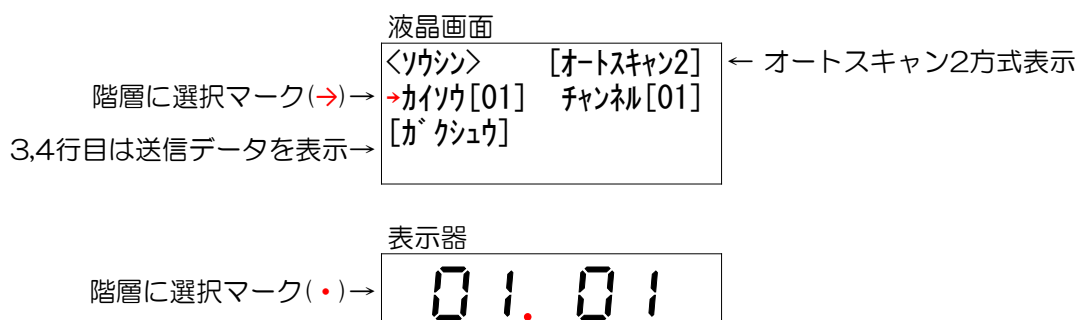 液晶画面
<ｿｳｼﾝ> [ｵｰﾄｽｷｬﾝ2] ← オートスキャン2方式表示
階層に選択マーク(→)→ →ｶｲｿｳ[01] ﾁｬﾝﾈﾙ[01]
3,4行目は送信データを表示→ [ｶﾞｸｼｭｳ]
表示器
階層に選択マーク(・)→ 01. 01